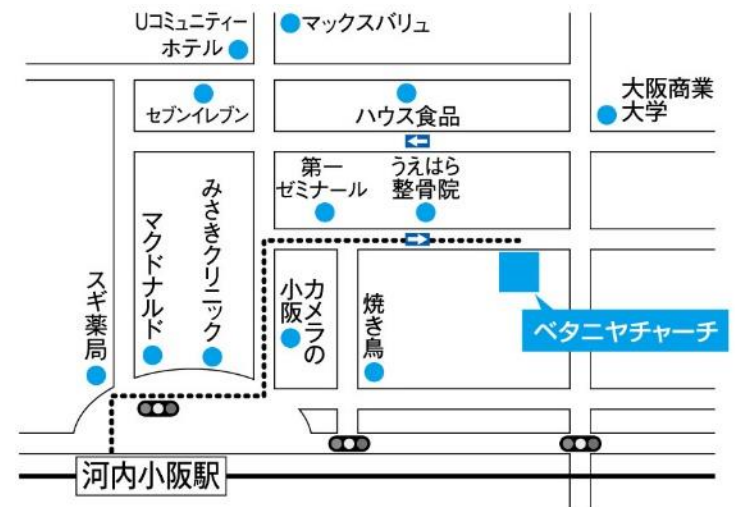 Uコミュニティー
ホテル
マックスバリュ
セブンイレブン
ハウス食品
大阪商業
大学
第一
ゼミナール
うえはら
整骨院
みさきクリニック
マクドナルド
スギ薬局
カメラの
小阪
焼き鳥
ベタニヤチャーチ
河内小阪駅